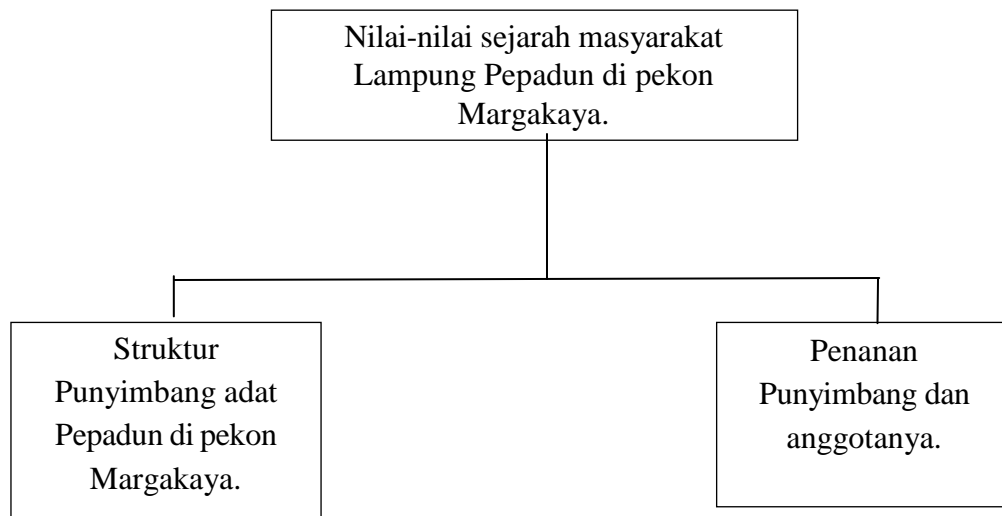 Nilai-nilai sejarah masyarakat
Lampung Pepadun di pekon
Margakaya.
Struktur
Punyimbang adat
Pepadun di pekon
Margakaya.
Penanan
Punyimbang dan
anggotanya.